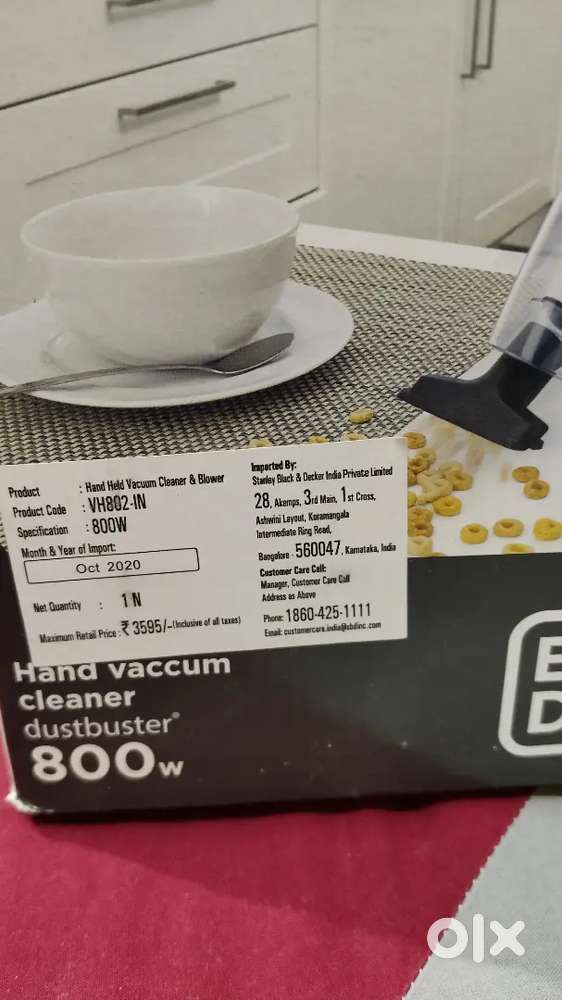 Product : Hand Held Vacuum Cleaner & Blower
Product Code : VH802-IN
Specification : 800W
Month & Year of Import:
Oct 2020
Net Quantity : 1 N
Maximum Retail Price : ₹ 3595/- (Inclusive of all taxes)
Imported By:
Stanley Black & Decker India Private Limited
28, Akemps, 3rd Main, 1st Cross,
Ashwini Layout, Koramangala
Intermediate Ring Road,
Bangalore - 560047, Karnataka, India
Customer Care Cell:
Manager, Customer Care Cell
Address as Above
Phone: 1860-425-1111
Email: customercare.india@sbdinc.com
Hand vaccum
cleaner
dustbuster®
800w
olx